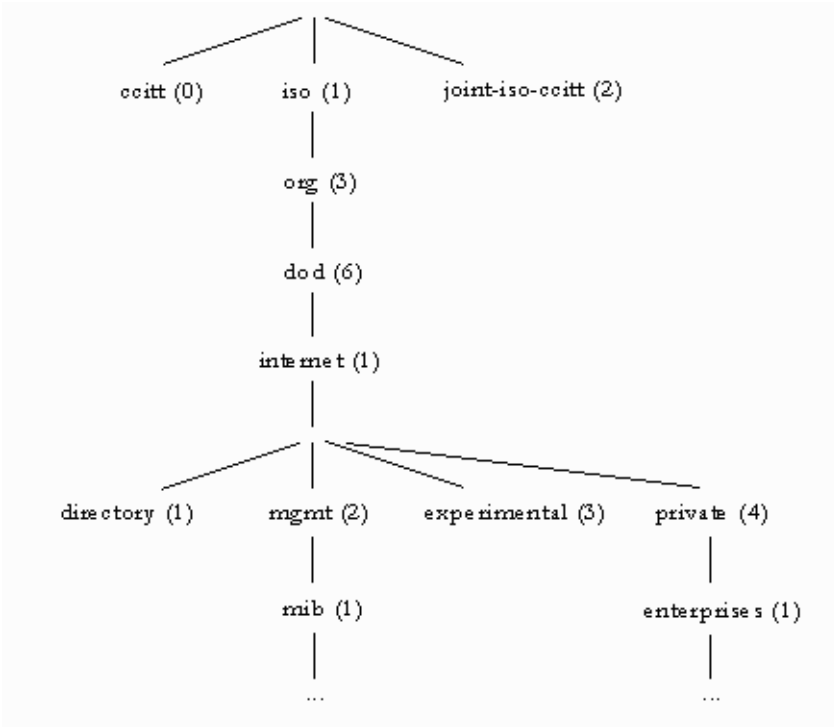 ccitt (0) iso (1) joint-iso-ccitt (2)
org (3)
dod (6)
internet (1)
directory (1) mgmt (2) experimental (3) private (4)
mib (1) enterprises (1)
... ...